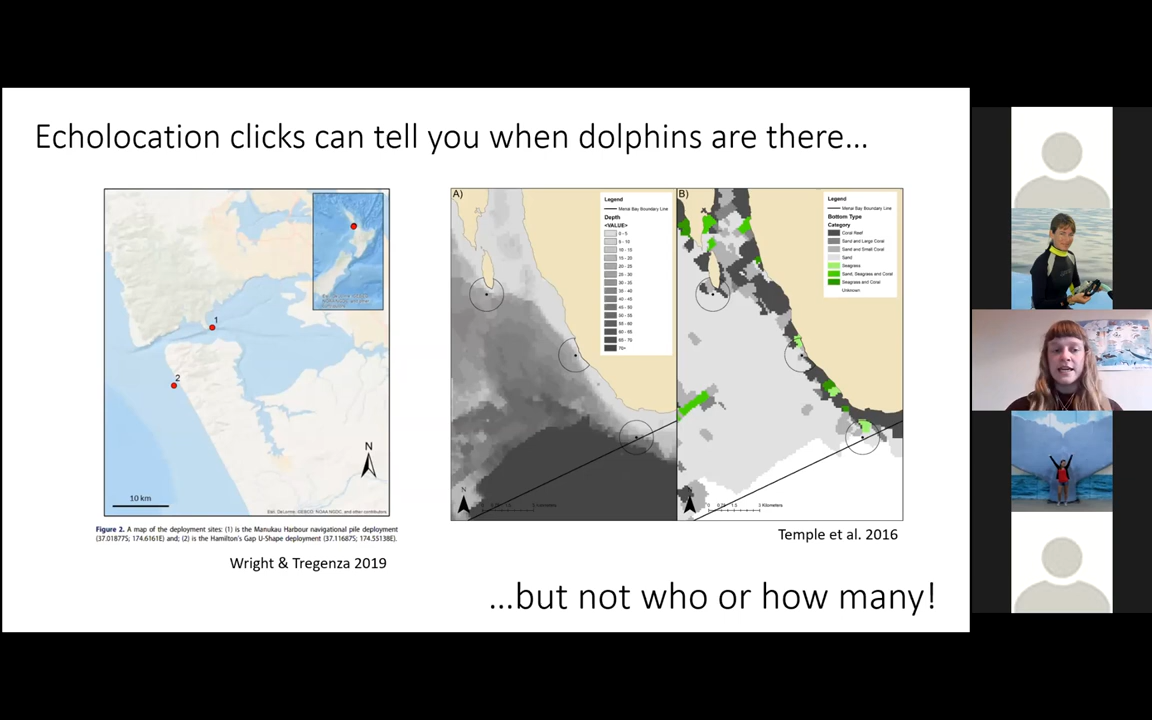 Echolocation clicks can tell you when dolphins are there...
1
2
N
10 km
Figure 2. A map of the deployment sites: (1) is the Manukau Harbour navigational pile deployment
(37.01877S; 174.6161E) and; (2) is the Hamilton's Gap U-Shape deployment (37.11687S; 174.55138E).
Wright & Tregenza 2019
A)
Legend
Menai Bay Boundary Line
Depth
<VALUE>
0 - 5
5 - 10
10 - 15
15 - 20
20 - 25
25 - 30
30 - 35
35 - 40
40 - 45
45 - 50
50 - 55
55 - 60
60 - 65
65 - 70
70+
N
B)
Legend
Menai Bay Boundary Line
Bottom Type
Category
Coral Reef
Sand and Large Coral
Sand and Small Coral
Sand
Seagrass
Sand, Seagrass and Coral
Seagrass and Coral
Unknown
N
3 Kilometers
Temple et al. 2016
...but not who or how many!